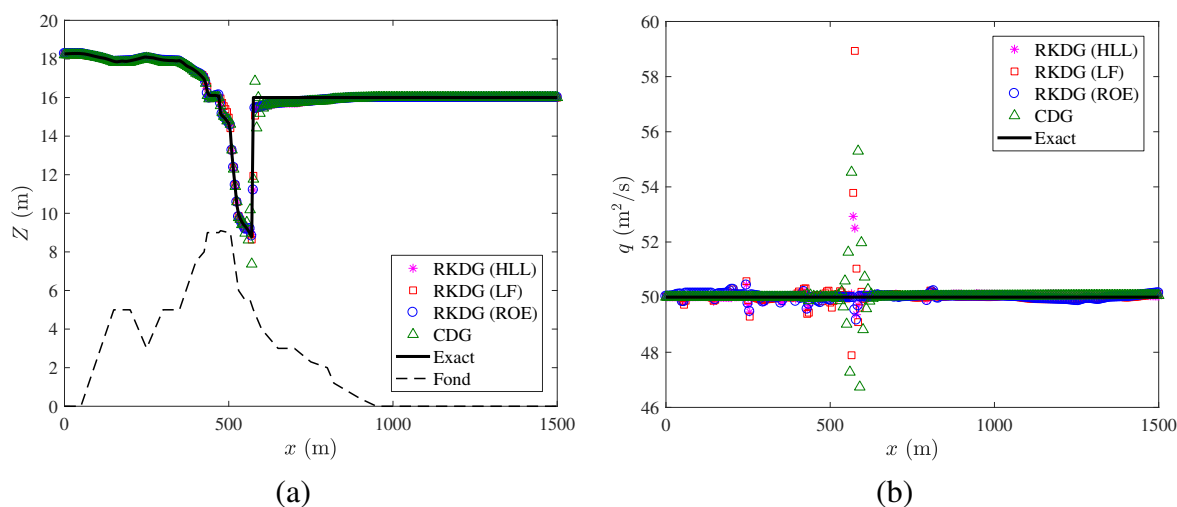 20
18
16
14
12
10
8
6
4
2
0
Z (m)
RKDG (HLL)
RKDG (LF)
RKDG (ROE)
CDG
Exact
Fond
0
500
1000
1500
x (m)
(a)
60
58
56
54
52
50
48
46
q (m²/s)
RKDG (HLL)
RKDG (LF)
RKDG (ROE)
CDG
Exact
0
500
1000
1500
x (m)
(b)